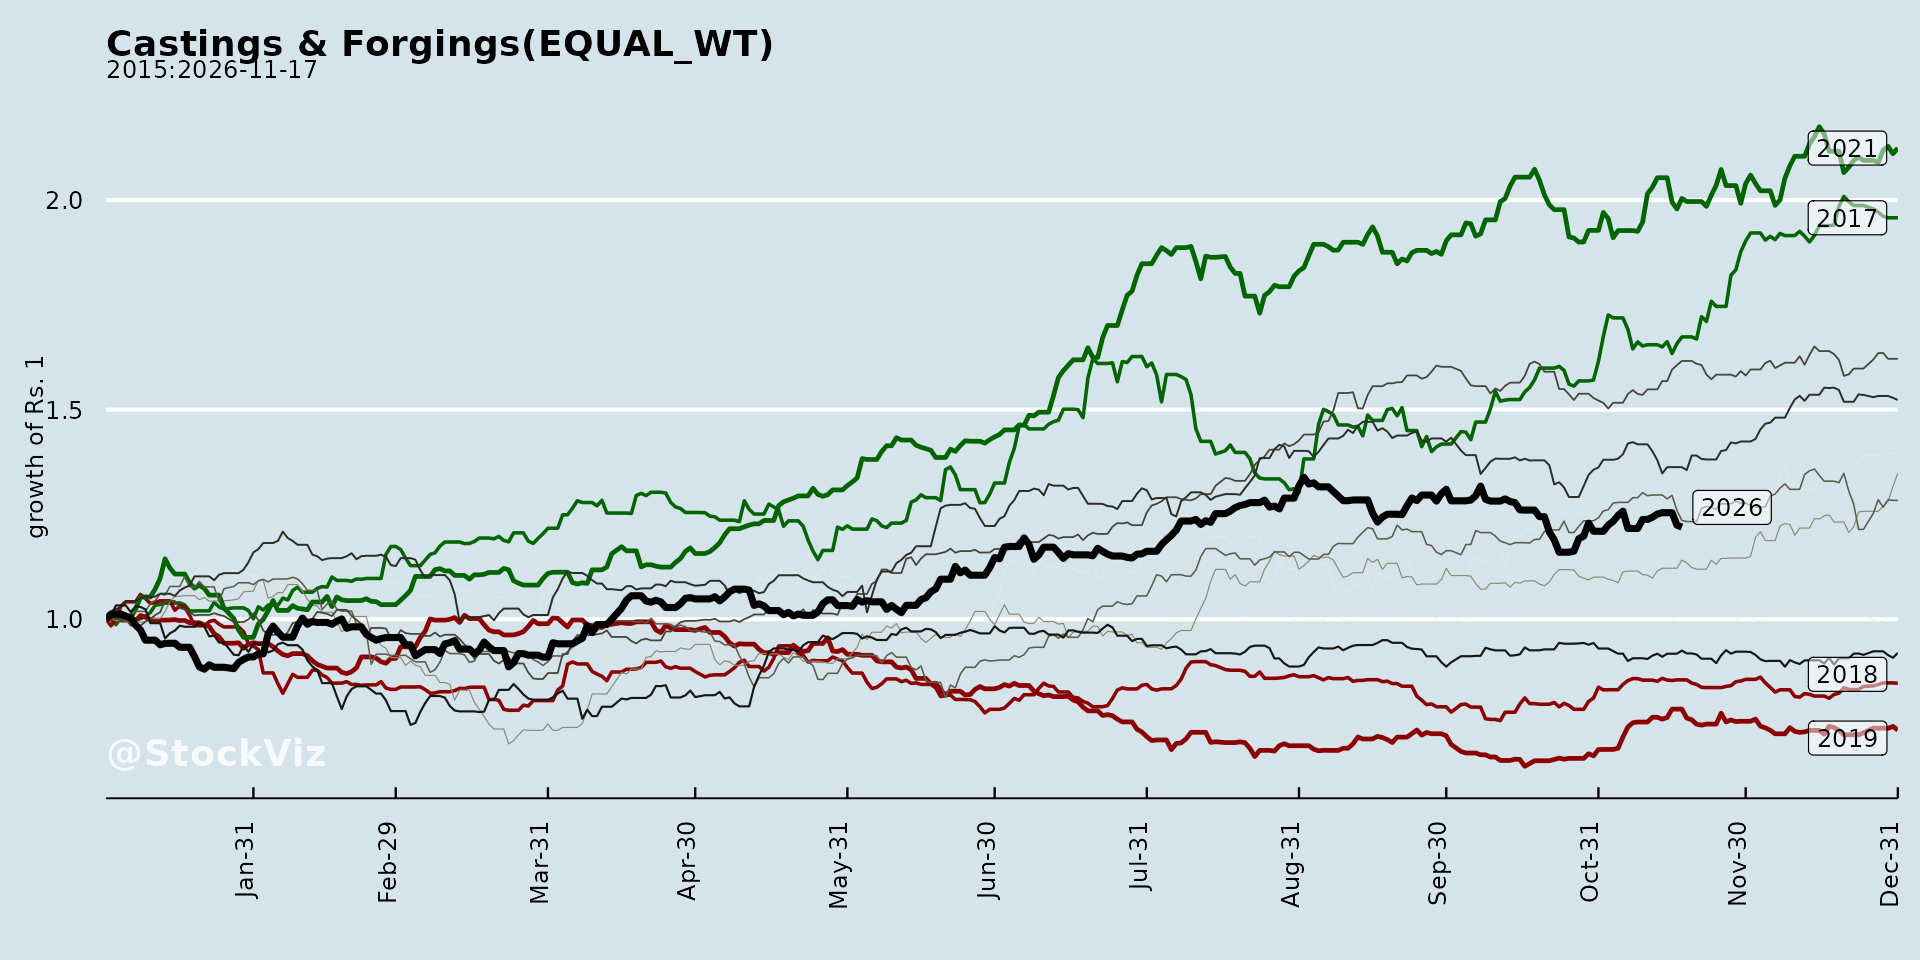 Castings & Forgings(EQUAL_WT)
2015:2026-11-17
growth of Rs. 1
2.0
1.5
1.0
2021
2017
2026
2018
2019
@StockViz
Jan-31
Feb-29
Mar-31
Apr-30
May-31
Jun-30
Jul-31
Aug-31
Sep-30
Oct-31
Nov-30
Dec-31